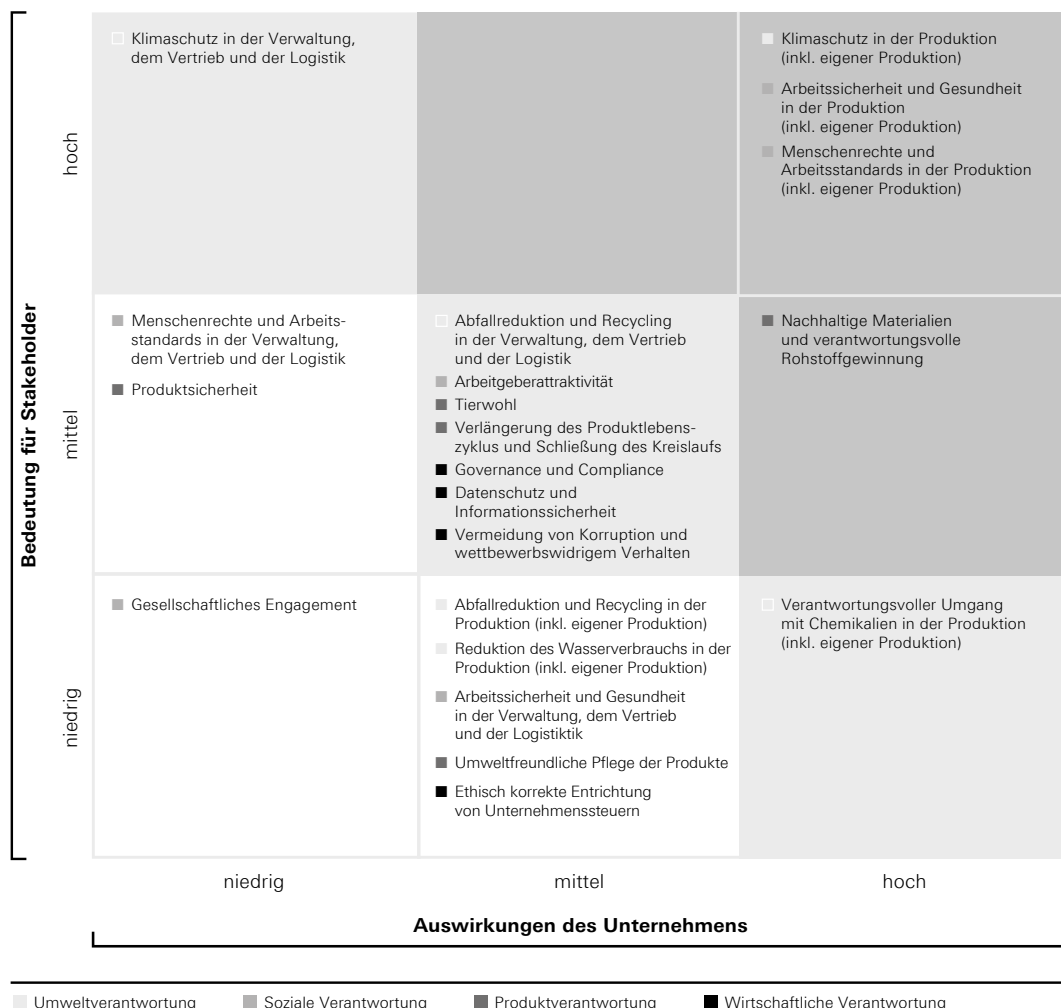 Klimaschutz in der Verwaltung,
dem Vertrieb und der Logistik
Klimaschutz in der Produktion
(inkl. eigener Produktion)
Arbeitssicherheit und Gesundheit
in der Produktion
(inkl. eigener Produktion)
Menschenrechte und
Arbeitsstandards in der Produktion
(inkl. eigener Produktion)
hoch
Menschenrechte und Arbeits-
standards in der Verwaltung,
dem Vertrieb und der Logistik
Produktsicherheit
Abfallreduktion und Recycling
in der Verwaltung, dem Vertrieb
und der Logistik
Arbeitgeberattraktivität
Tierwohl
Verlängerung des Produktlebens-
zyklus und Schließung des Kreislaufs
Governance und Compliance
Datenschutz und
Informationssicherheit
Vermeidung von Korruption und
wettbewerbswidrigem Verhalten
Nachhaltige Materialien
und verantwortungsvolle
Rohstoffgewinnung
Bedeutung für Stakeholder
mittel
Gesellschaftliches Engagement
Abfallreduktion und Recycling in der
Produktion (inkl. eigener Produktion)
Reduktion des Wasserverbrauchs in der
Produktion (inkl. eigener Produktion)
Arbeitssicherheit und Gesundheit
in der Verwaltung, dem Vertrieb
und der Logistiktik
Umweltfreundliche Pflege der Produkte
Ethisch korrekte Entrichtung
von Unternehmenssteuern
Verantwortungsvoller Umgang
mit Chemikalien in der Produktion
(inkl. eigener Produktion)
niedrig
niedrig
mittel
hoch
Auswirkungen des Unternehmens
Umweltverantwortung
Soziale Verantwortung
Produktverantwortung
Wirtschaftliche Verantwortung